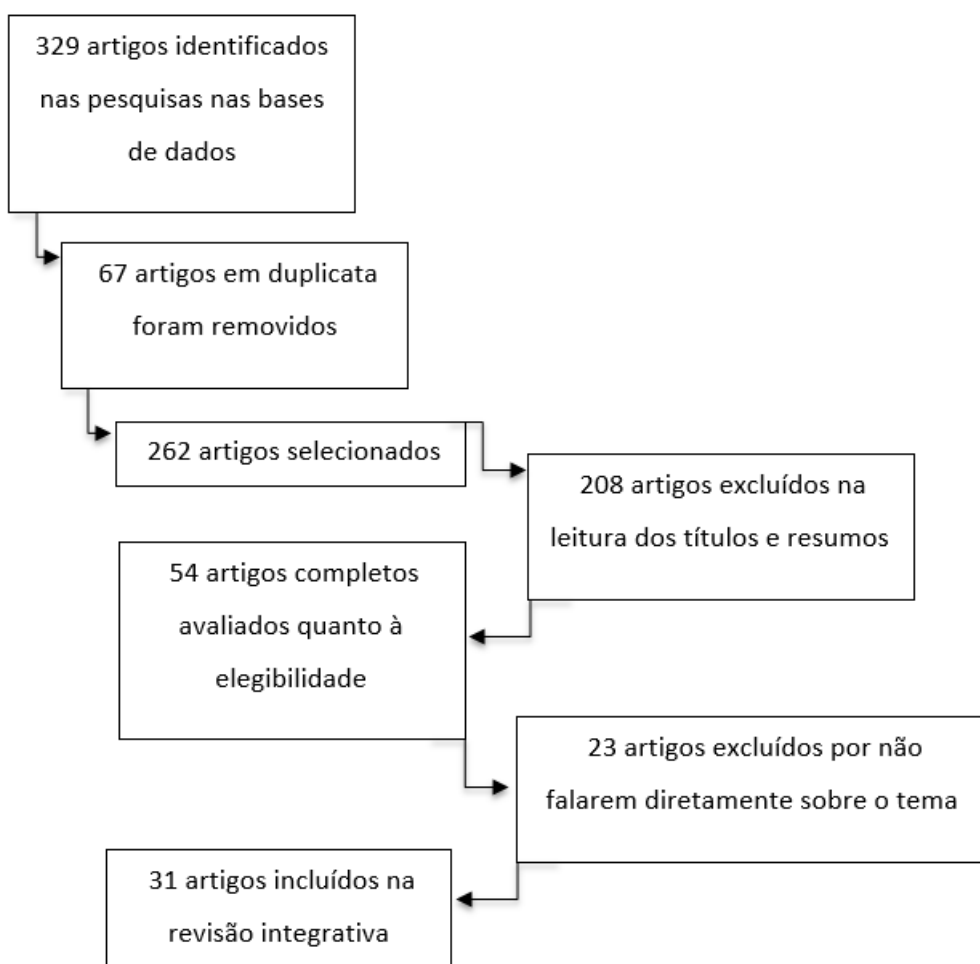 329 artigos identificados
nas pesquisas nas bases
de dados
67 artigos em duplicata
foram removidos
262 artigos selecionados
208 artigos excluídos na
leitura dos títulos e resumos
54 artigos completos
avaliados quanto à
elegibilidade
23 artigos excluídos por não
falarem diretamente sobre o tema
31 artigos incluídos na
revisão integrativa